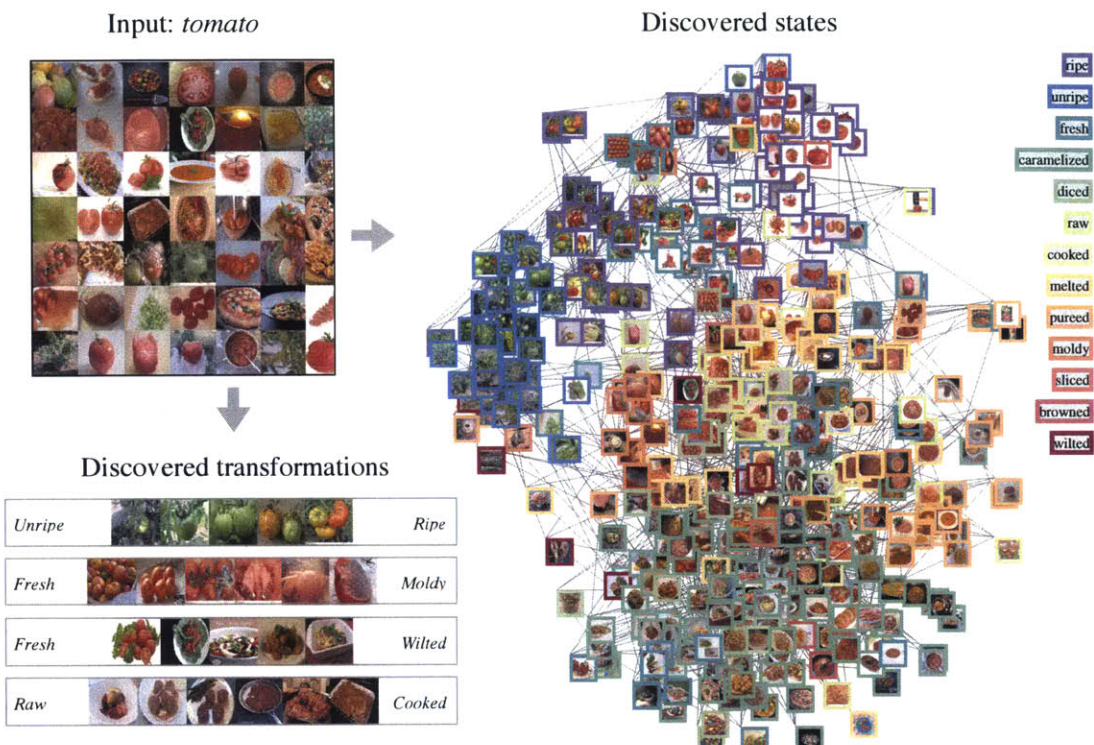 Input: tomato
Discovered states
ripe
unripe
fresh
caramelized
diced
raw
cooked
melted
pureed
moldy
sliced
browned
wilted
Discovered transformations
Unripe Ripe
Fresh Moldy
Fresh Wilted
Raw Cooked